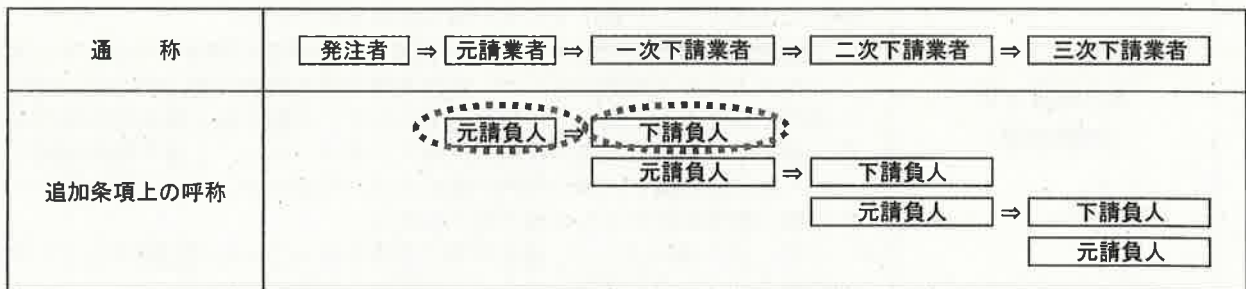 通　　称
発注者 ⇒ 元請業者 ⇒ 一次下請業者 ⇒ 二次下請業者 ⇒ 三次下請業者
追加条項上の呼称
元請負人 ⇒ 下請負人
元請負人 ⇒ 下請負人
元請負人 ⇒ 下請負人
元請負人